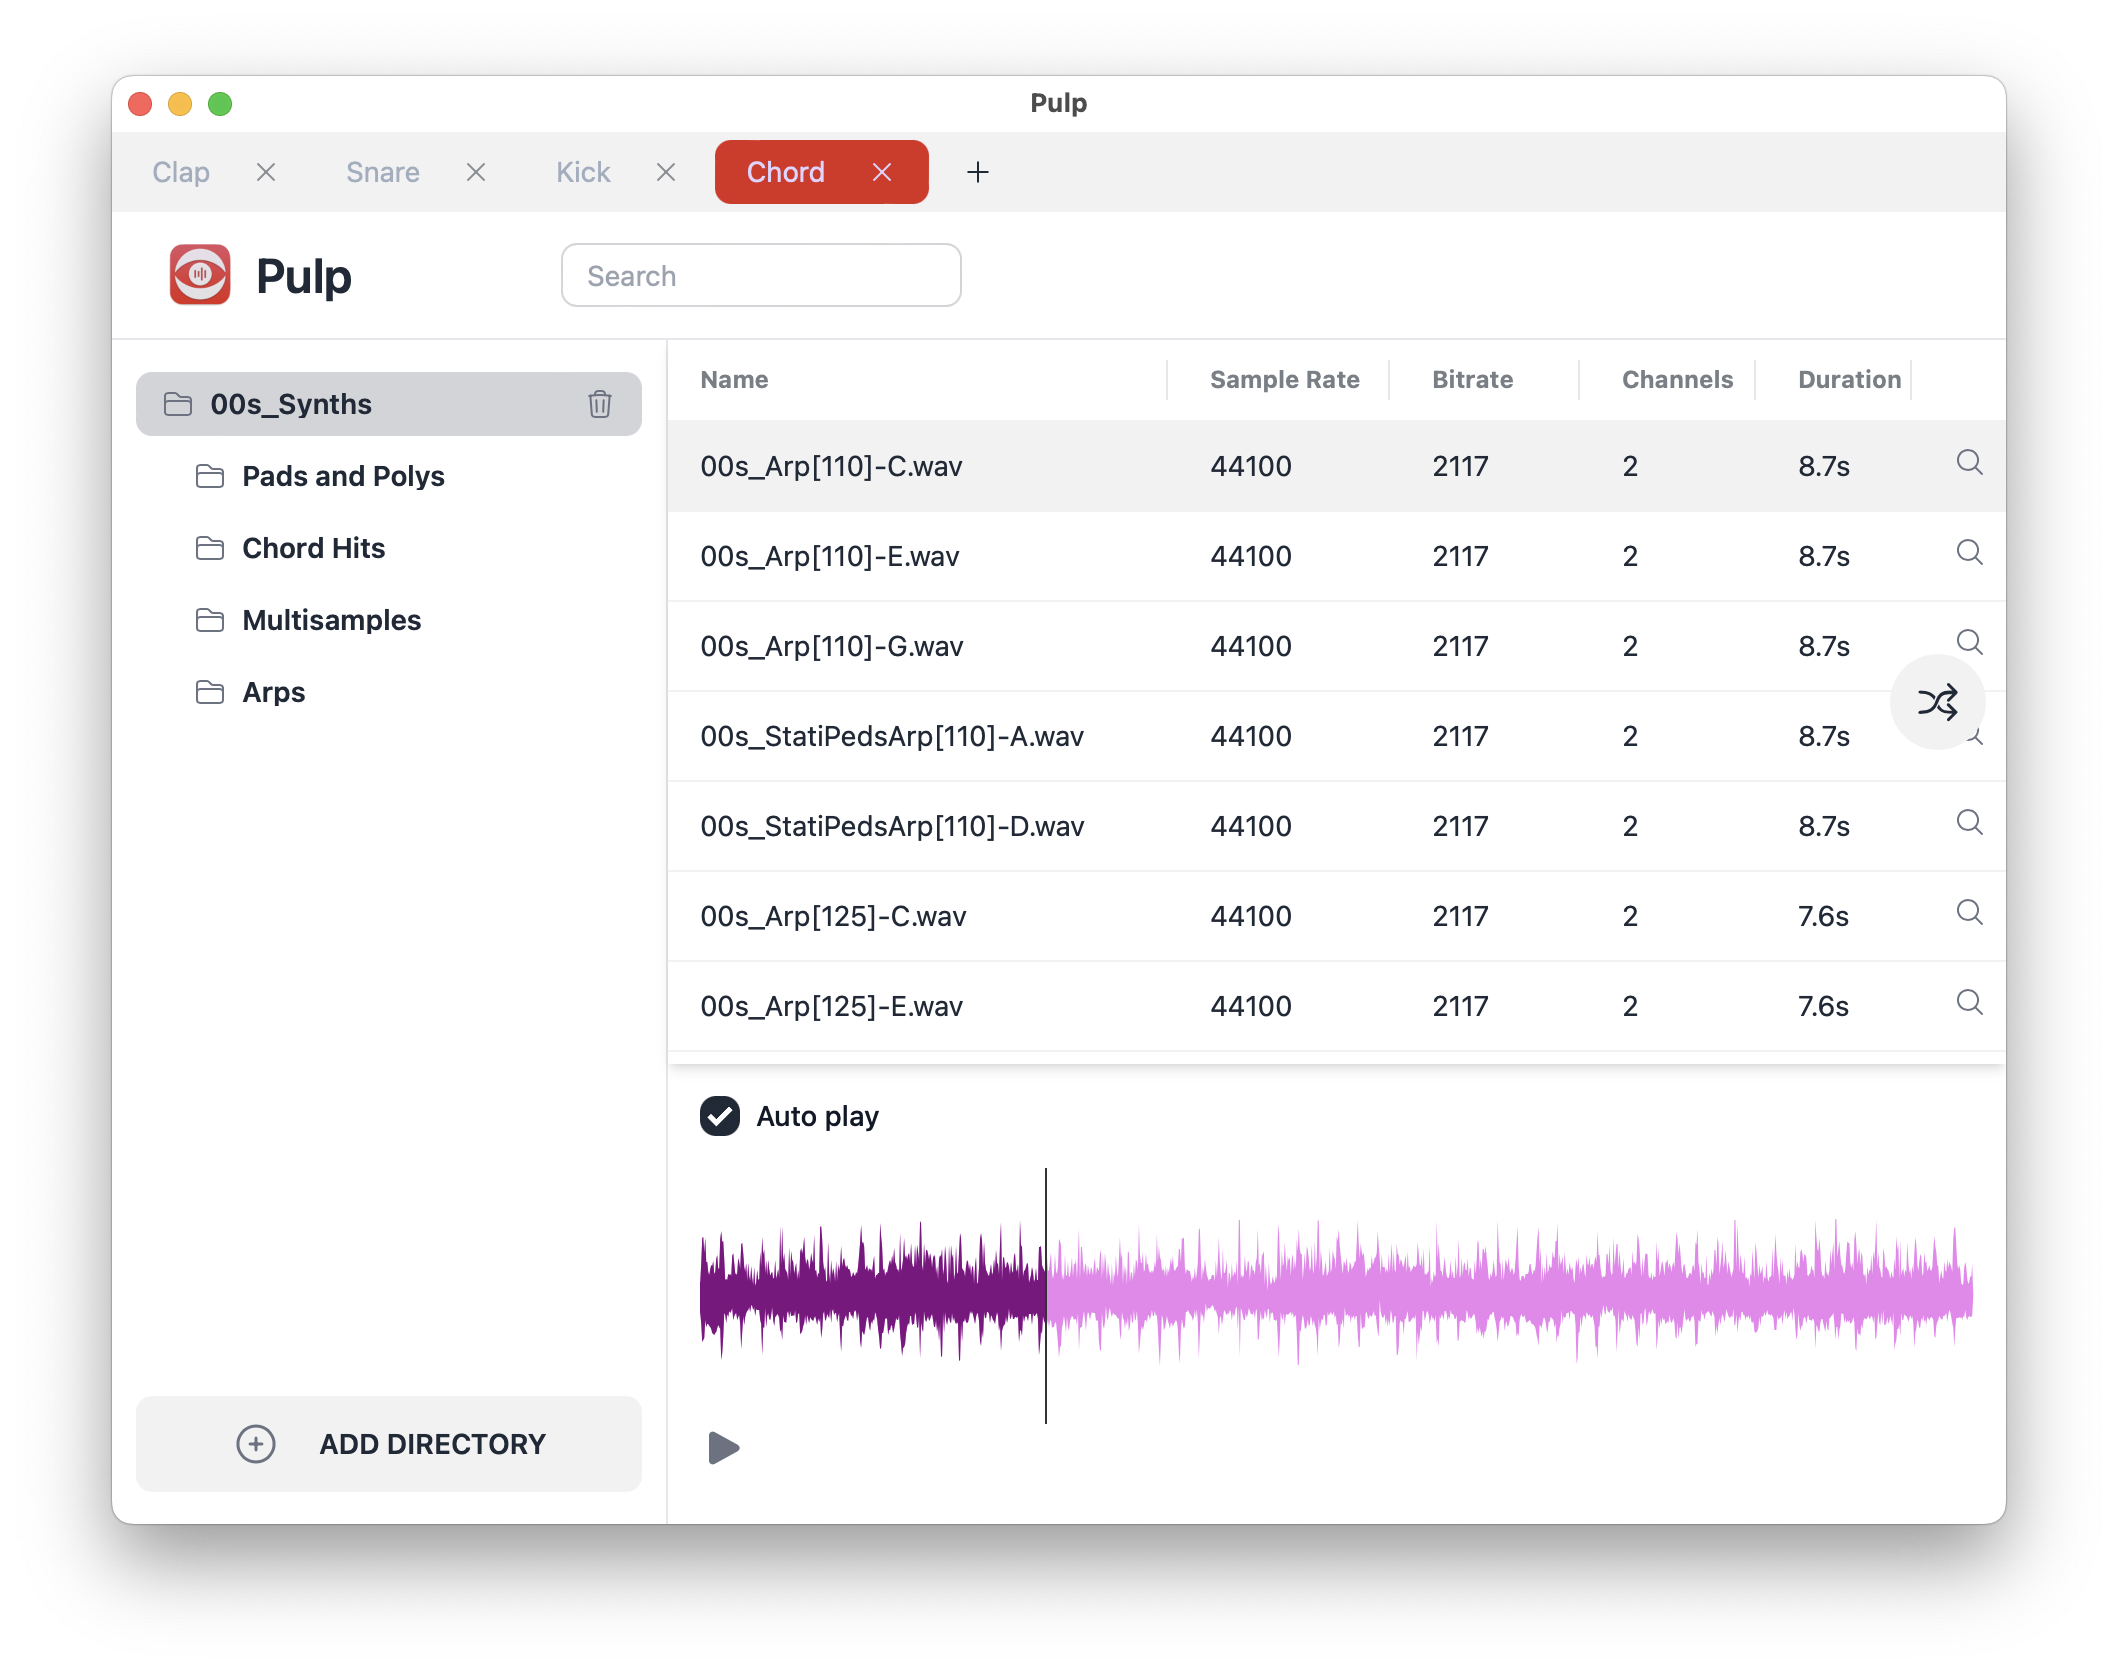 Pulp
Clap Snare Kick Chord
Pulp Search
00s_Synths
Pads and Polys
Chord Hits
Multisamples
Arps
ADD DIRECTORY
Name Sample Rate Bitrate Channels Duration
00s_Arp[110]-C.wav 44100 2117 2 8.7s
00s_Arp[110]-E.wav 44100 2117 2 8.7s
00s_Arp[110]-G.wav 44100 2117 2 8.7s
00s_StatiPedsArp[110]-A.wav 44100 2117 2 8.7s
00s_StatiPedsArp[110]-D.wav 44100 2117 2 8.7s
00s_Arp[125]-C.wav 44100 2117 2 7.6s
00s_Arp[125]-E.wav 44100 2117 2 7.6s
Auto play